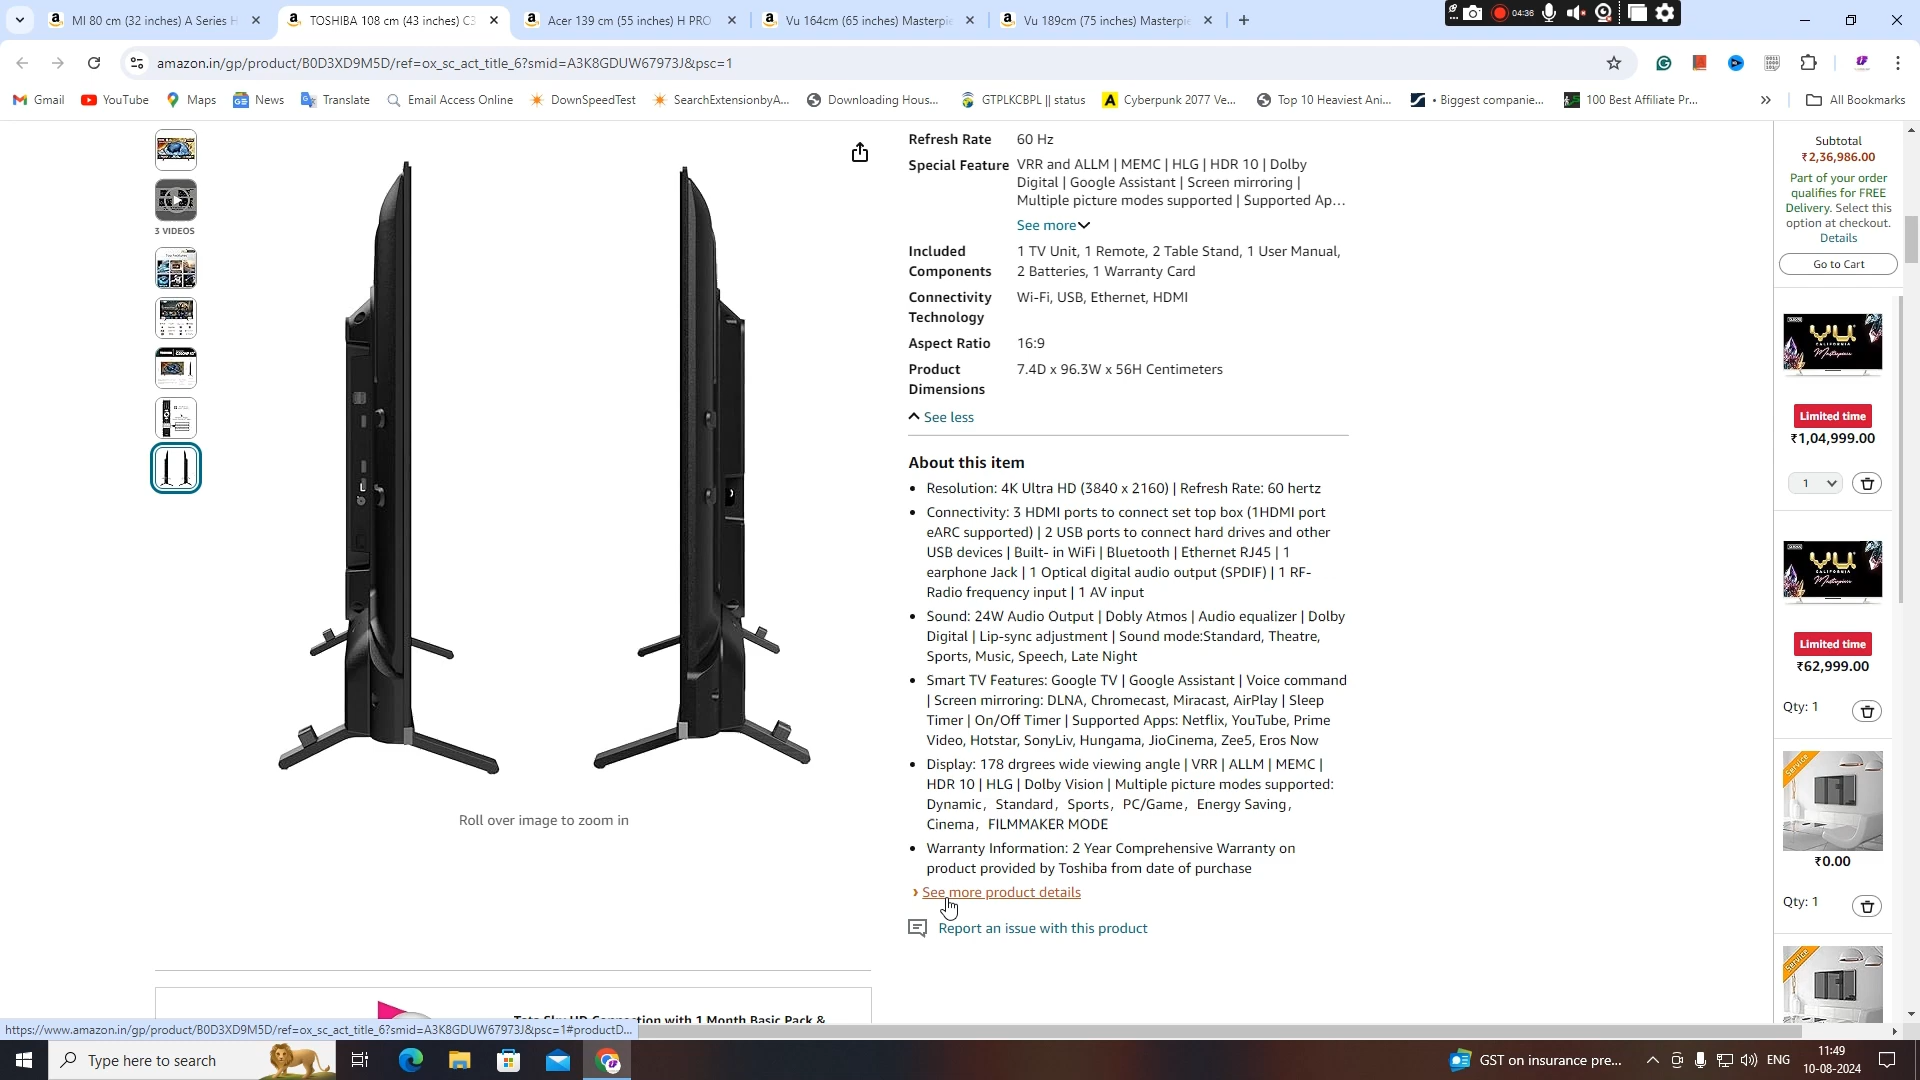 MI 80 cm (32 inches) A Series H
TOSHIBA 108 cm (43 inches) C3
Acer 139 cm (55 inches) H PRO
Vu 164cm (65 inches) Masterpie
Vu 189cm (75 inches) Masterpie
04:36
amazon.in/gp/product/B0D3XD9M5D/ref=ox_sc_act_title_6?smid=A3K8GDUW67973J&psc=1
Gmail
YouTube
Maps
News
Translate
Email Access Online
DownSpeedTest
SearchExtensionbyA...
Downloading Hous...
GTPLKCBPL || status
Cyberpunk 2077 Ve...
Top 10 Heaviest Ani...
• Biggest companie...
100 Best Affiliate Pr...
All Bookmarks
3 VIDEOS
Roll over image to zoom in
Refresh Rate 60 Hz
Special Feature VRR and ALLM | MEMC | HLG | HDR 10 | Dolby
Digital | Google Assistant | Screen mirroring |
Multiple picture modes supported | Supported Ap...
See more
Included 1 TV Unit, 1 Remote, 2 Table Stand, 1 User Manual,
Components 2 Batteries, 1 Warranty Card
Connectivity Wi-Fi, USB, Ethernet, HDMI
Technology
Aspect Ratio 16:9
Product 7.4D x 96.3W x 56H Centimeters
Dimensions
See less
About this item
• Resolution: 4K Ultra HD (3840 x 2160) | Refresh Rate: 60 hertz
• Connectivity: 3 HDMI ports to connect set top box (1HDMI port
eARC supported) | 2 USB ports to connect hard drives and other
USB devices | Built- in WiFi | Bluetooth | Ethernet RJ45 | 1
earphone Jack | 1 Optical digital audio output (SPDIF) | 1 RF-
Radio frequency input | 1 AV input
• Sound: 24W Audio Output | Dobly Atmos | Audio equalizer | Dolby
Digital | Lip-sync adjustment | Sound mode:Standard, Theatre,
Sports, Music, Speech, Late Night
• Smart TV Features: Google TV | Google Assistant | Voice command
| Screen mirroring: DLNA, Chromecast, Miracast, AirPlay | Sleep
Timer | On/Off Timer | Supported Apps: Netflix, YouTube, Prime
Video, Hotstar, SonyLiv, Hungama, JioCinema, Zee5, Eros Now
• Display: 178 drgrees wide viewing angle | VRR | ALLM | MEMC |
HDR 10 | HLG | Dolby Vision | Multiple picture modes supported:
Dynamic，Standard，Sports，PC/Game，Energy Saving，
Cinema，FILMMAKER MODE
• Warranty Information: 2 Year Comprehensive Warranty on
product provided by Toshiba from date of purchase
› See more product details
Report an issue with this product
Subtotal
₹2,36,986.00
Part of your order
qualifies for FREE
Delivery. Select this
option at checkout.
Details
Go to Cart
VU
CALIFORNIA
Masterpiece
Limited time
₹1,04,999.00
1
VU
CALIFORNIA
Masterpiece
Limited time
₹62,999.00
Qty: 1
Service
₹0.00
Qty: 1
Service
https://www.amazon.in/gp/product/B0D3XD9M5D/ref=ox_sc_act_title_6?smid=A3K8GDUW67973J&psc=1#productD...
Type here to search
GST on insurance pre...
ENG
11:49
10-08-2024